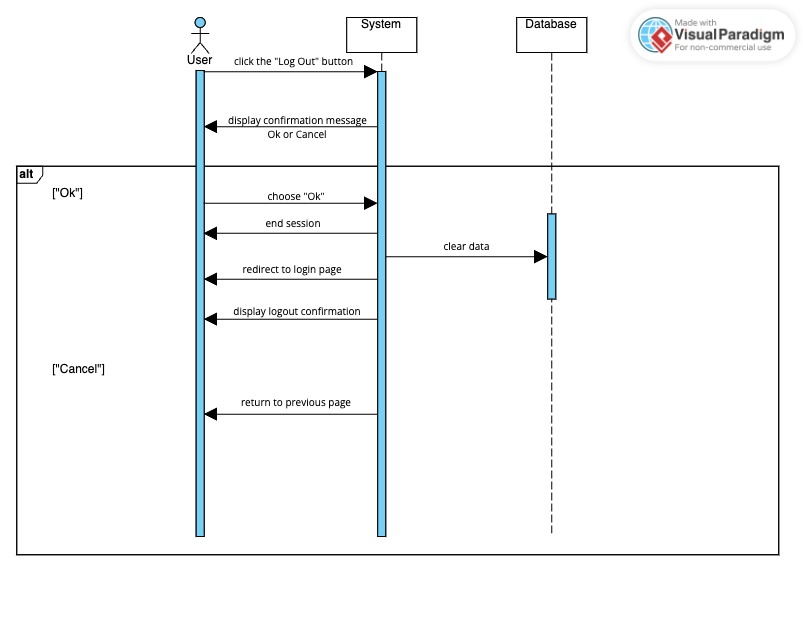 Made with
Visual Paradigm
For non-commercial use
System
Database
User
click the "Log Out" button
display confirmation message
Ok or Cancel
alt
["Ok"]
choose "Ok"
end session
clear data
redirect to login page
display logout confirmation
["Cancel"]
return to previous page